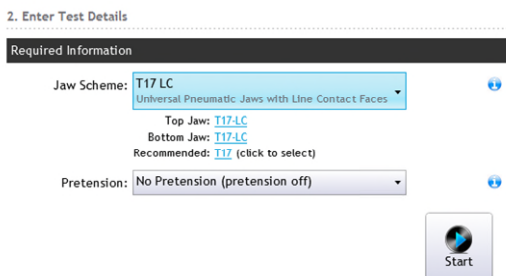 2. Enter Test Details
Required Information
Jaw Scheme: T17 LC
Universal Pneumatic Jaws with Line Contact Faces
Top Jaw: T17-LC
Bottom Jaw: T17-LC
Recommended: T17 (click to select)
Pretension: No Pretension (pretension off)
Start